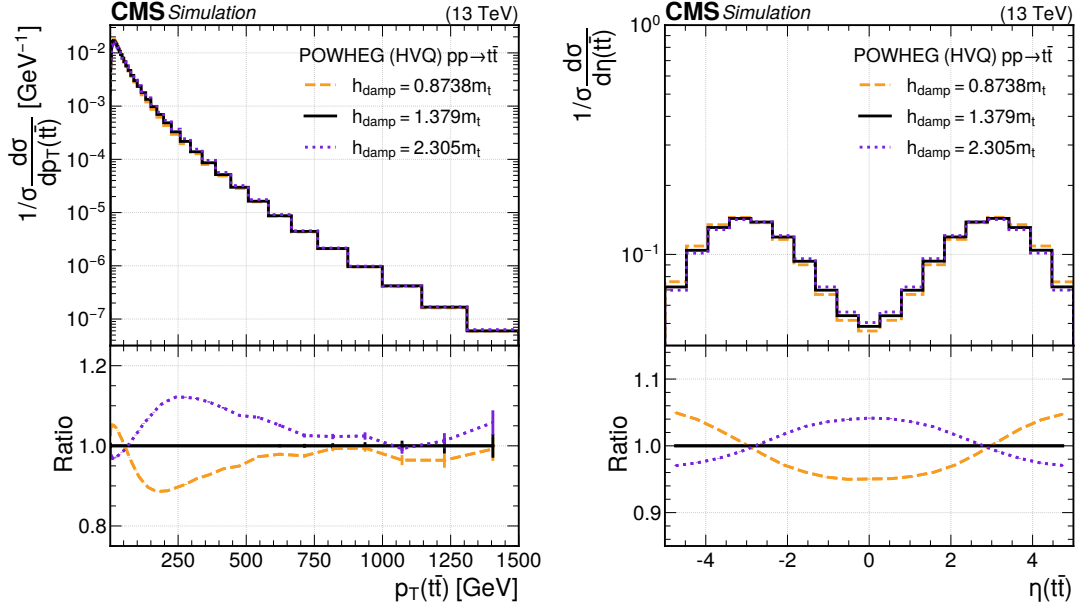 CMS Simulation (13 TeV)
1/σ dσ/dp_T(tt̄) [GeV⁻¹]
POWHEG (HVQ) pp→tt̄
h_damp = 0.8738m_t
h_damp = 1.379m_t
h_damp = 2.305m_t
10⁻²
10⁻³
10⁻⁴
10⁻⁵
10⁻⁶
10⁻⁷
Ratio
1.2
1.0
0.8
250 500 750 1000 1250 1500
p_T(tt̄) [GeV]
CMS Simulation (13 TeV)
1/σ dσ/dη(tt̄)
POWHEG (HVQ) pp→tt̄
h_damp = 0.8738m_t
h_damp = 1.379m_t
h_damp = 2.305m_t
10⁰
10⁻¹
Ratio
1.1
1.0
0.9
-4 -2 0 2 4
η(tt̄)